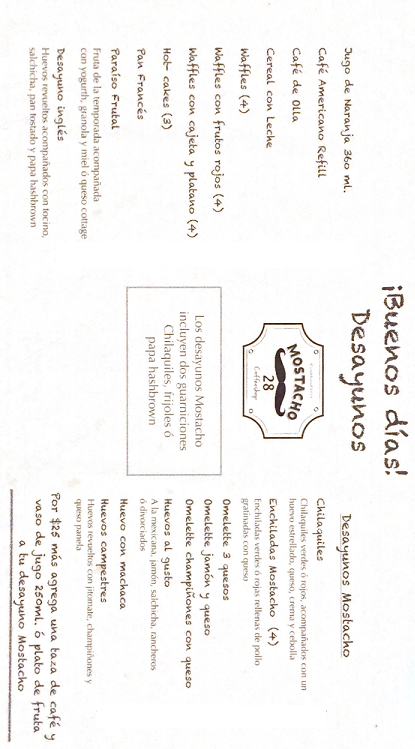 ¡Buenos días!
Desayunos
Jugo de Naranja 360 ml.
Café Americano Refill
Café de Olla
Cereal con Leche
Waffles (4)
Waffles con frutos rojos (4)
Waffles con cajeta y platano (4)
Hot- cakes (3)
Pan Francés
Paraíso Frutal
Fruta de la temporada acompañada
con yogurth, granola y miel ó queso cottage
Desayuno inglés
Huevos revueltos acompañados con tocino,
salchicha, pan tostado y papa hashbrown
MOSTACHO
28
Coffeeshop
Los desayunos Mostacho
incluyen dos guarniciones
Chilaquiles, frijoles ó
papa hashbrown
Desayunos Mostacho
Chilaquiles
Chilaquiles verdes ó rojos, acompañados con un
huevo estrellado, queso, crema y cebolla
Enchiladas Mostacho (4)
Enchiladas verdes ó rojas rellenas de pollo
gratinadas con queso
Omelette 3 quesos
Omelette jamón y queso
Omelette champiñones con queso
Huevos al gusto
A la mexicana, jamón, salchicha, rancheros
ó divorciados
Huevo con machaca
Huevos campestres
Huevos revueltos con jitomate, champiñones y
queso panela
Por $25 más agrega una taza de café y
vaso de jugo 250ml. ó plato de fruta
a tu desayuno Mostacho